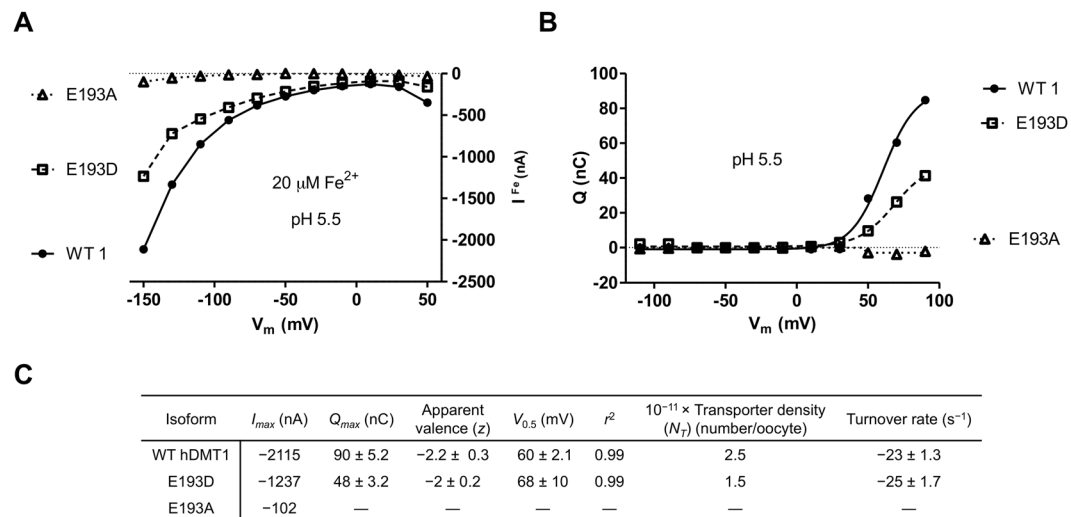 A
B
E193A
E193D
WT 1
20 μM Fe2+
pH 5.5
0
-500
-1000
-1500
-2000
-2500
I Fe (nA)
-150
-100
-50
0
50
Vm (mV)
100
80
60
40
20
0
-20
Q (nC)
pH 5.5
-100
-50
0
50
100
Vm (mV)
WT 1
E193D
E193A
C
Isoform Imax (nA) Qmax (nC) Apparent valence (z) V0.5 (mV) r2 10−11 × Transporter density (NT) (number/oocyte) Turnover rate (s−1)
WT hDMT1 −2115 90 ± 5.2 −2.2 ± 0.3 60 ± 2.1 0.99 2.5 −23 ± 1.3
E193D −1237 48 ± 3.2 −2 ± 0.2 68 ± 10 0.99 1.5 −25 ± 1.7
E193A −102 — — — — — —